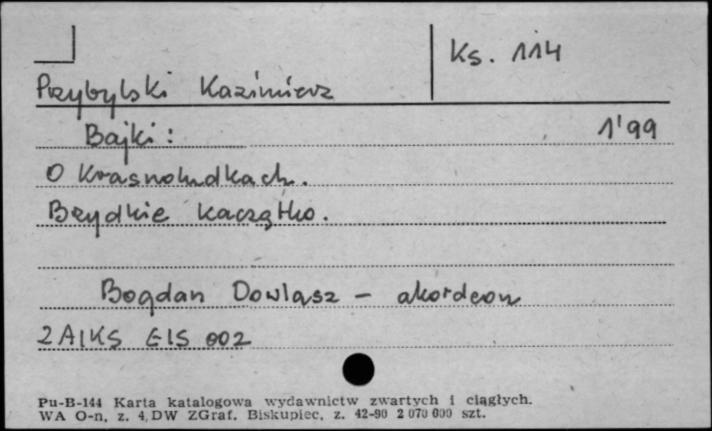 Ks. 114
Przybylski Kazimierz
Bajki: 1'99
O Krasnoludkach.
Brzydkie kaczątko.
Bogdan Dowlasz - akordeon
2AIKS EIS 002
Pu-B-144 Karta katalogowa wydawnictw zwartych i ciągłych.
WA O-n, z. 4, DW ZGraf. Biskupiec, z. 42-90 2 070 000 szt.